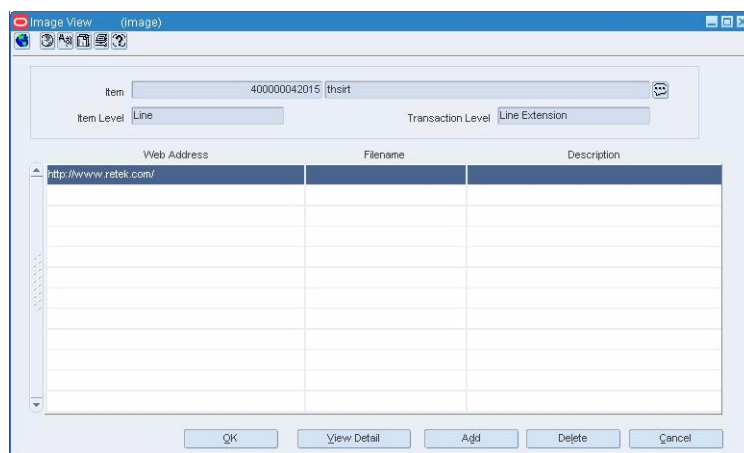 Image View (image)
Item 400000042015 thsirt
Item Level Line Transaction Level Line Extension
Web Address Filename Description
http://www.retek.com/
OK View Detail Add Delete Cancel